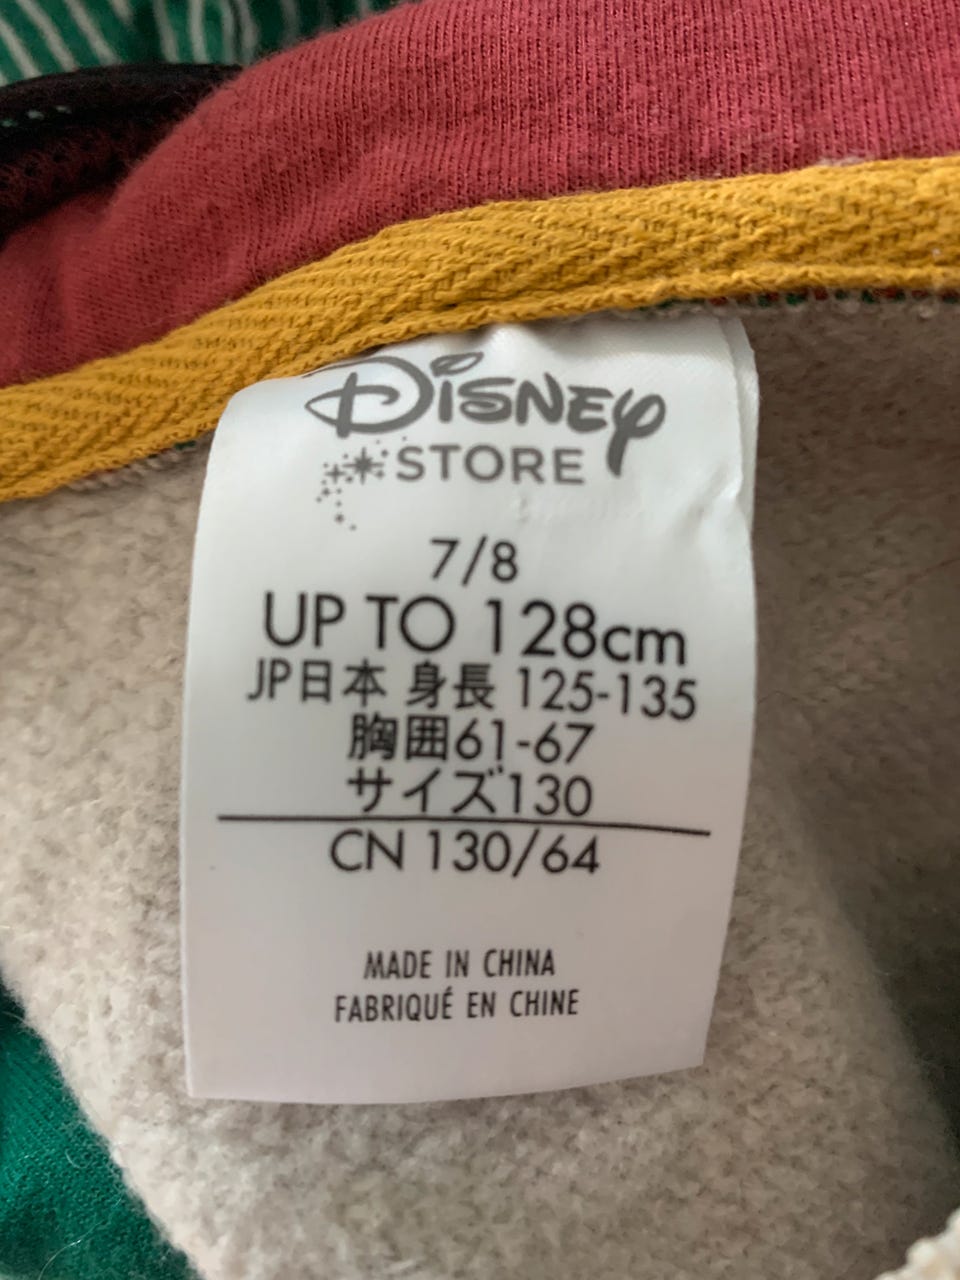 Disney
STORE
7/8
UP TO 128cm
JP日本 身長 125-135
胸囲61-67
サイズ130
CN 130/64
MADE IN CHINA
FABRIQUÉ EN CHINE